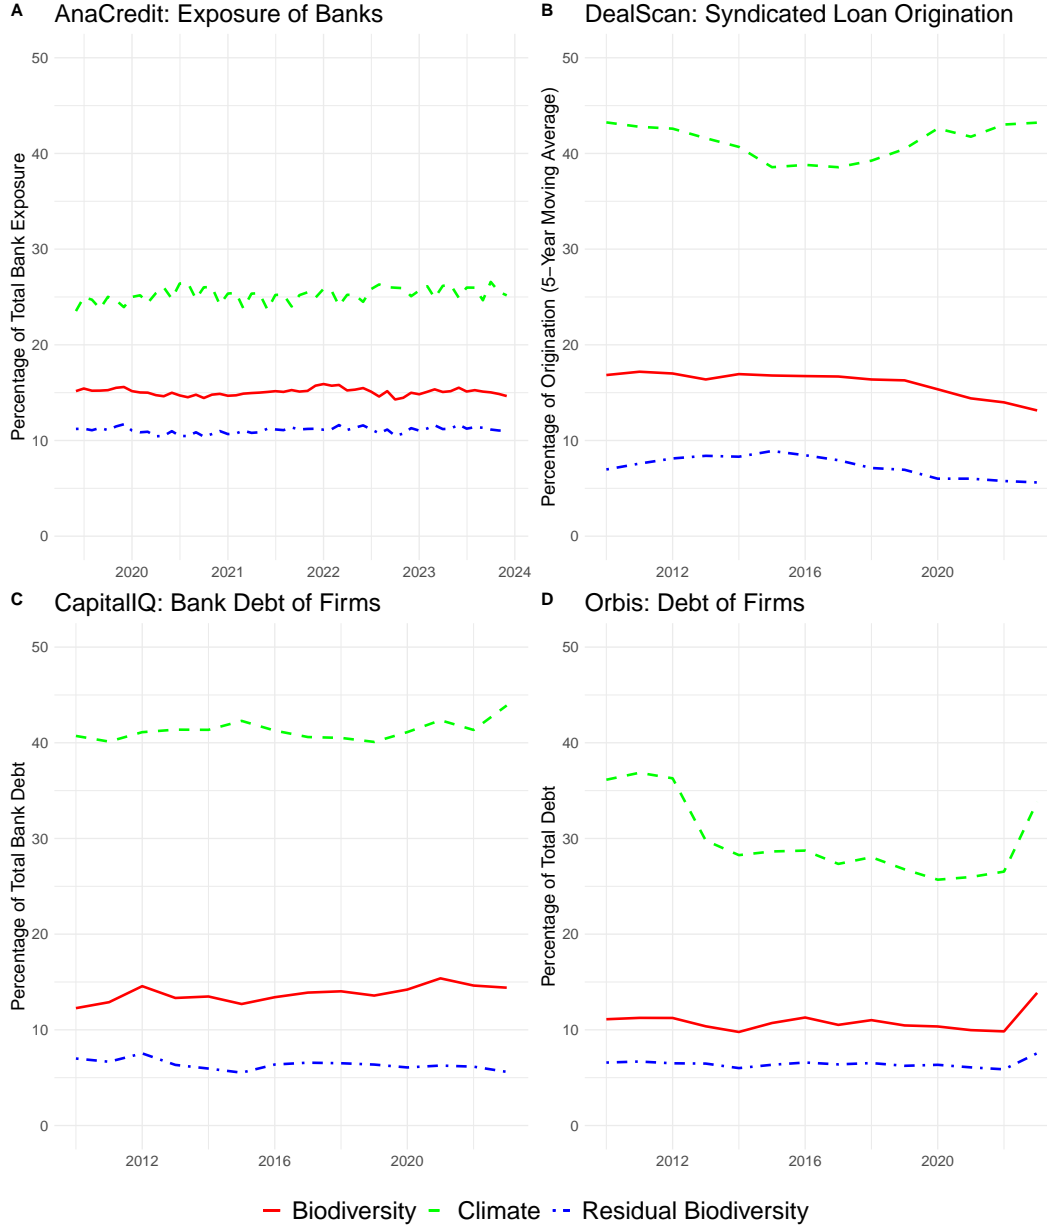 A AnaCredit: Exposure of Banks
Percentage of Total Bank Exposure
50
40
30
20
10
0
2020 2021 2022 2023 2024
B DealScan: Syndicated Loan Origination
Percentage of Origination (5−Year Moving Average)
50
40
30
20
10
0
2012 2016 2020
C CapitalIQ: Bank Debt of Firms
Percentage of Total Bank Debt
50
40
30
20
10
0
2012 2016 2020
D Orbis: Debt of Firms
Percentage of Total Debt
50
40
30
20
10
0
2012 2016 2020
Biodiversity Climate Residual Biodiversity